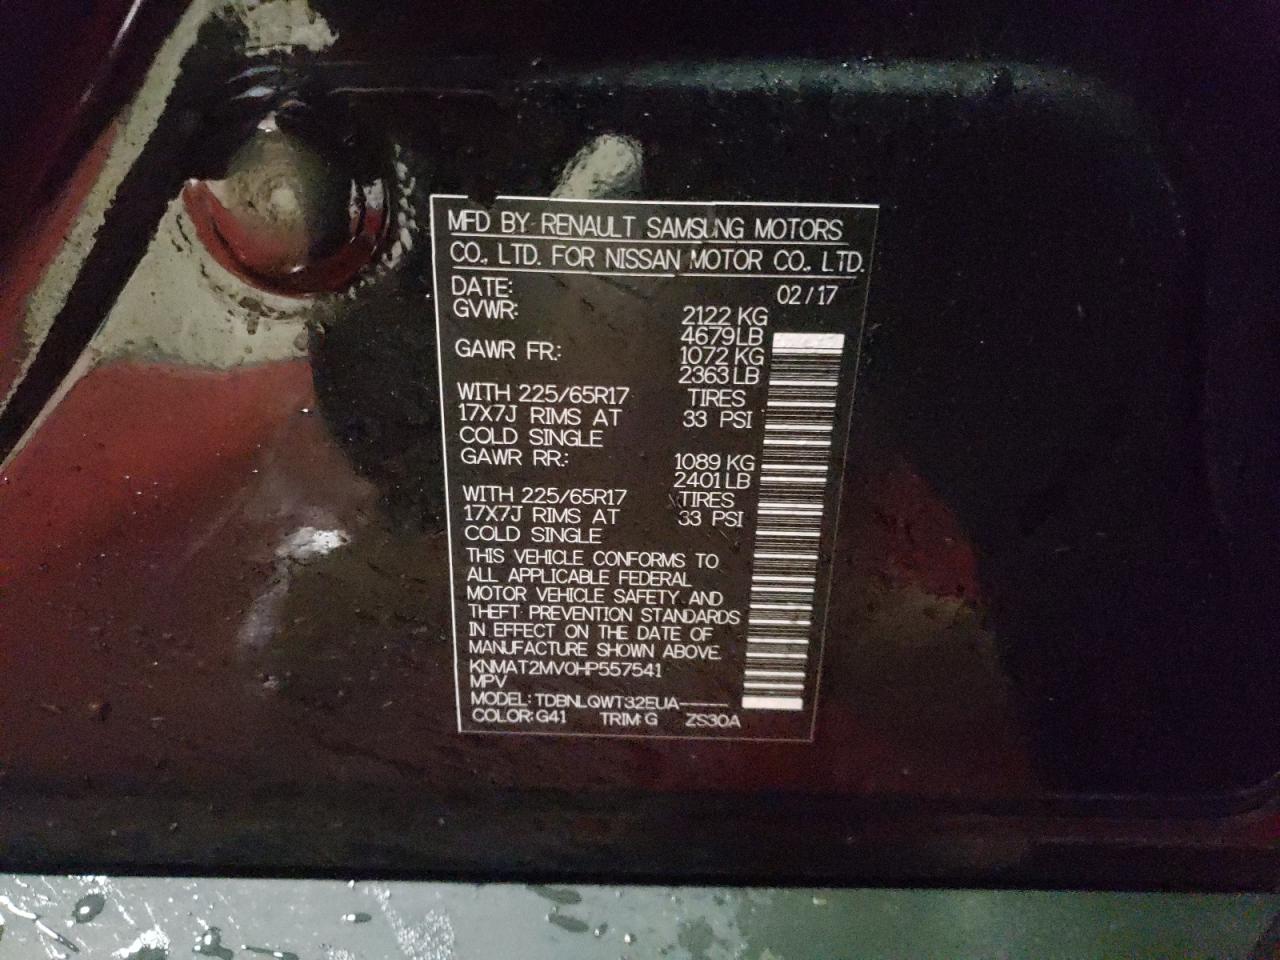 MFD BY RENAULT SAMSUNG MOTORS
CO., LTD. FOR NISSAN MOTOR CO., LTD.
DATE: 02/17
GVWR: 2122 KG
4679LB
GAWR FR.: 1072 KG
2363LB
WITH 225/65R17 TIRES
17X7J RIMS AT 33 PSI
COLD SINGLE
GAWR RR.: 1089 KG
2401LB
WITH 225/65R17 TIRES
17X7J RIMS AT 33 PSI
COLD SINGLE
THIS VEHICLE CONFORMS TO
ALL APPLICABLE FEDERAL
MOTOR VEHICLE SAFETY AND
THEFT PREVENTION STANDARDS
IN EFFECT ON THE DATE OF
MANUFACTURE SHOWN ABOVE.
KNMAT2MV0HP557541
MPV
MODEL: TDBNLQWT32EUA-----
COLOR: G41 TRIM: G ZS30A